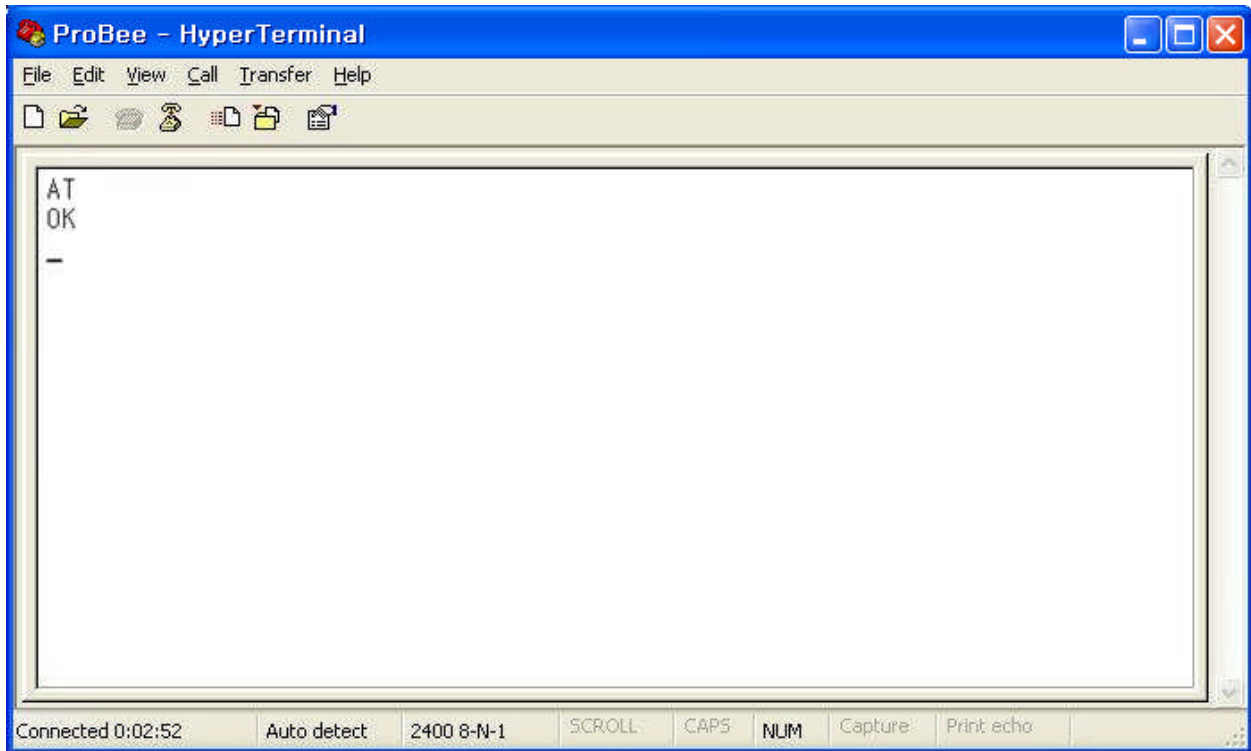 ProBee - HyperTerminal
File Edit View Call Transfer Help
AT
OK
_
Connected 0:02:52 Auto detect 2400 8-N-1 SCROLL CAPS NUM Capture Print echo